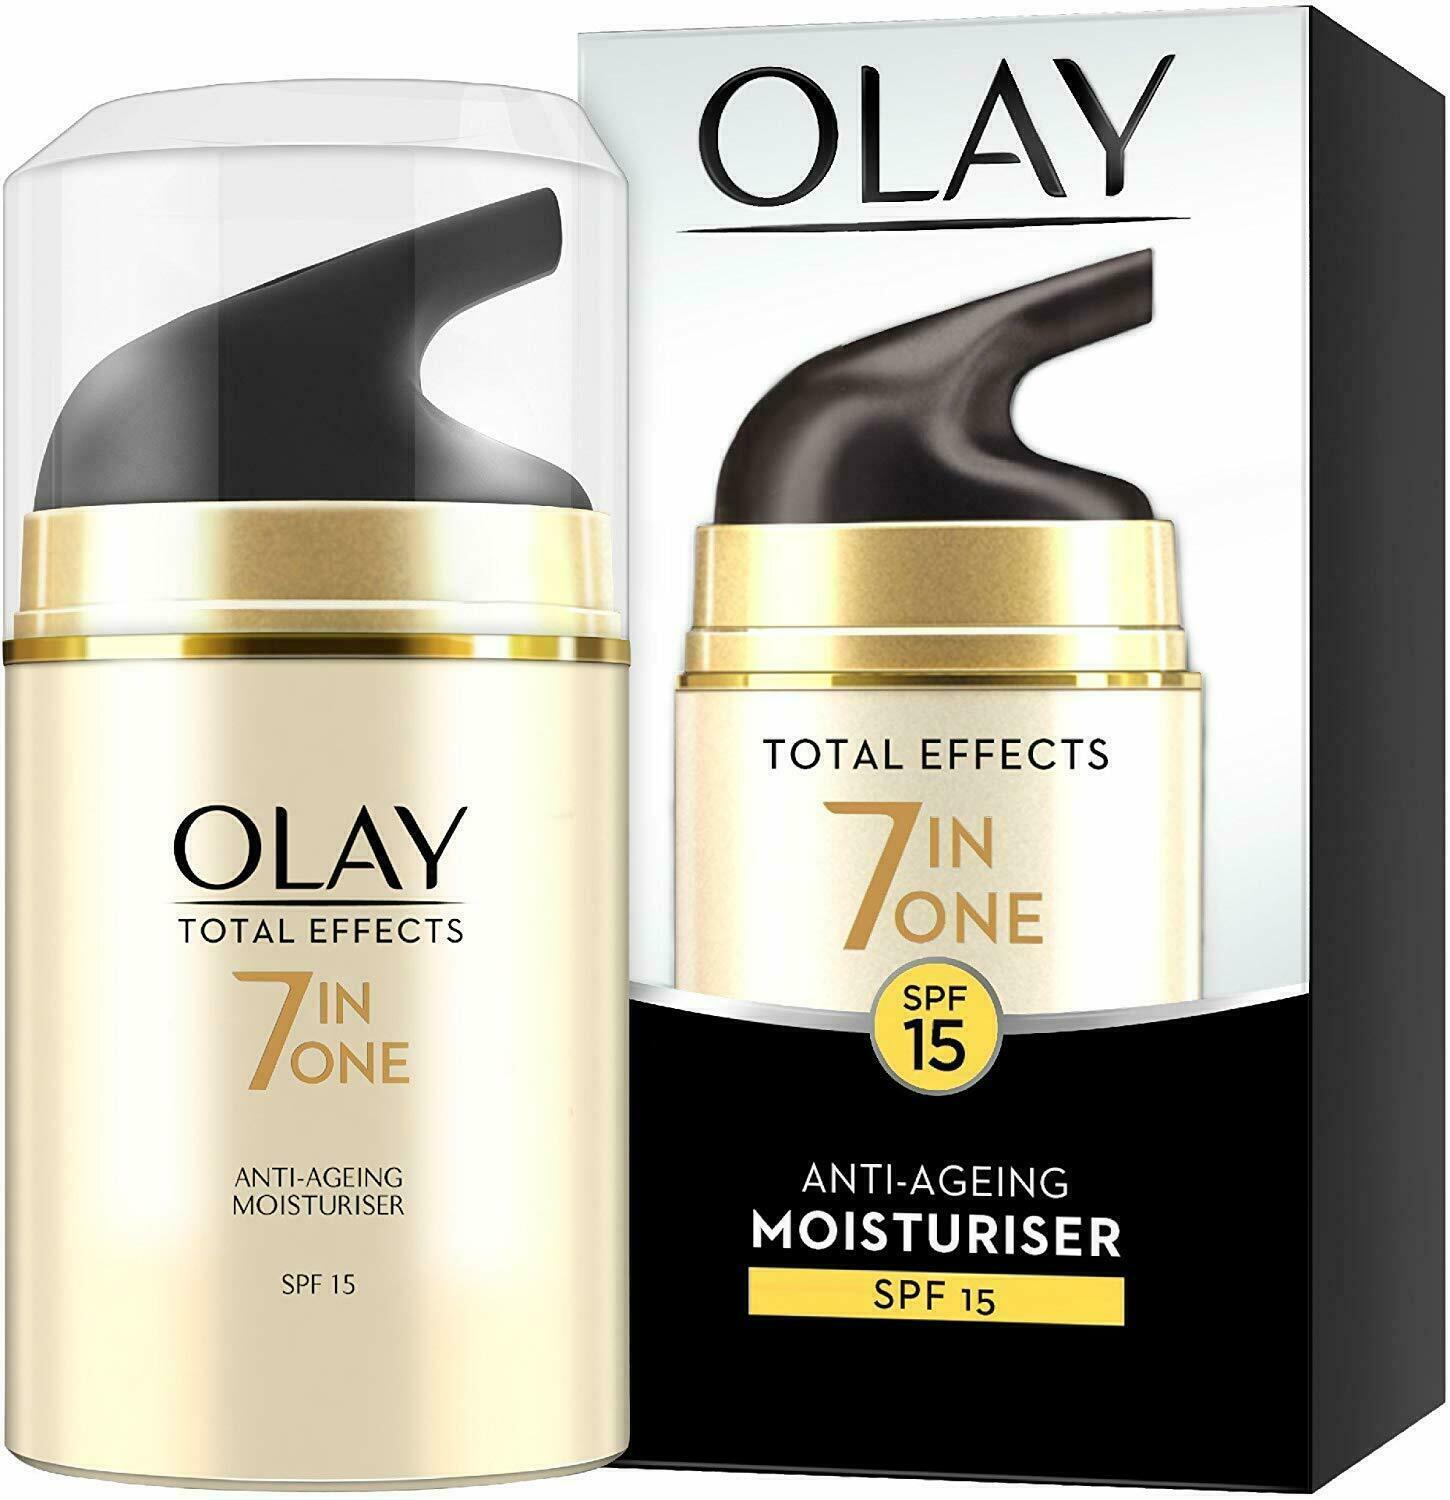 OLAY
TOTAL EFFECTS
7 IN
ONE
ANTI-AGEING
MOISTURISER
SPF 15
OLAY
TOTAL EFFECTS
7 IN
ONE
SPF
15
ANTI-AGEING
MOISTURISER
SPF 15